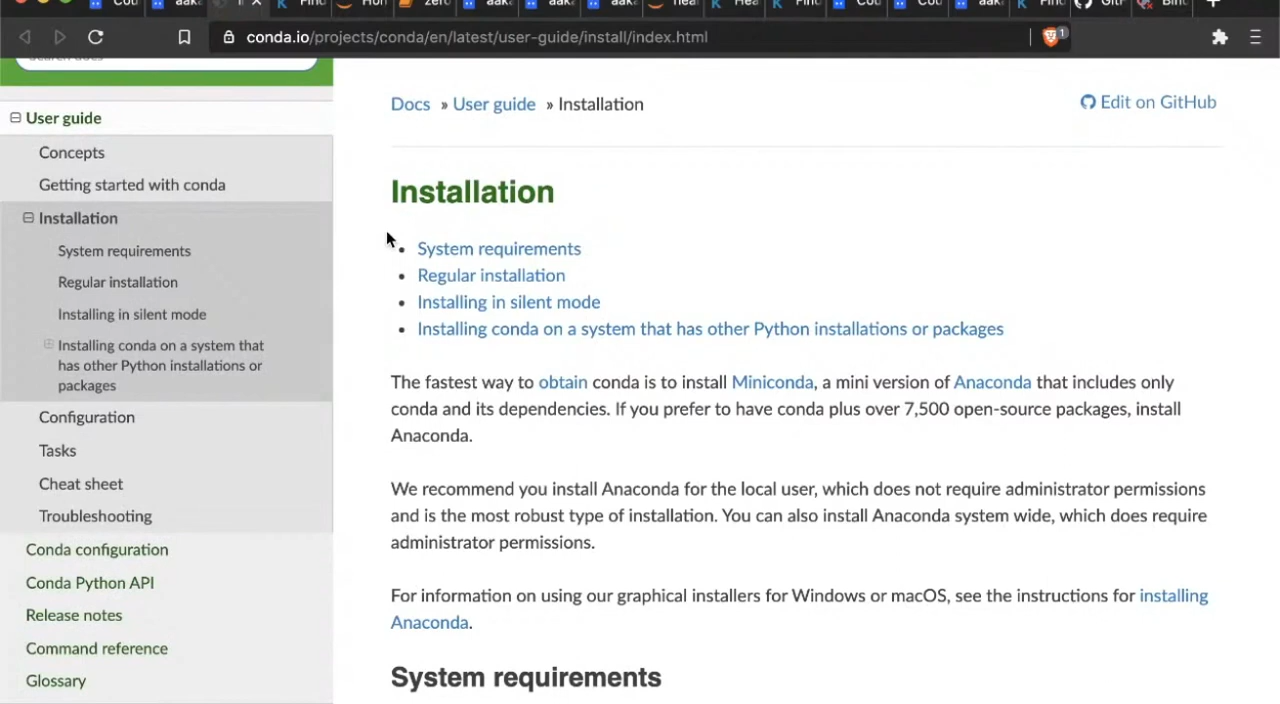 conda.io/projects/conda/en/latest/user-guide/install/index.html
1
User guide
Concepts
Getting started with conda
Installation
System requirements
Regular installation
Installing in silent mode
Installing conda on a system that
has other Python installations or
packages
Configuration
Tasks
Cheat sheet
Troubleshooting
Conda configuration
Conda Python API
Release notes
Command reference
Glossary
Docs » User guide » Installation
Edit on GitHub
Installation
• System requirements
• Regular installation
• Installing in silent mode
• Installing conda on a system that has other Python installations or packages
The fastest way to obtain conda is to install Miniconda, a mini version of Anaconda that includes only
conda and its dependencies. If you prefer to have conda plus over 7,500 open-source packages, install
Anaconda.
We recommend you install Anaconda for the local user, which does not require administrator permissions
and is the most robust type of installation. You can also install Anaconda system wide, which does require
administrator permissions.
For information on using our graphical installers for Windows or macOS, see the instructions for installing
Anaconda.
System requirements